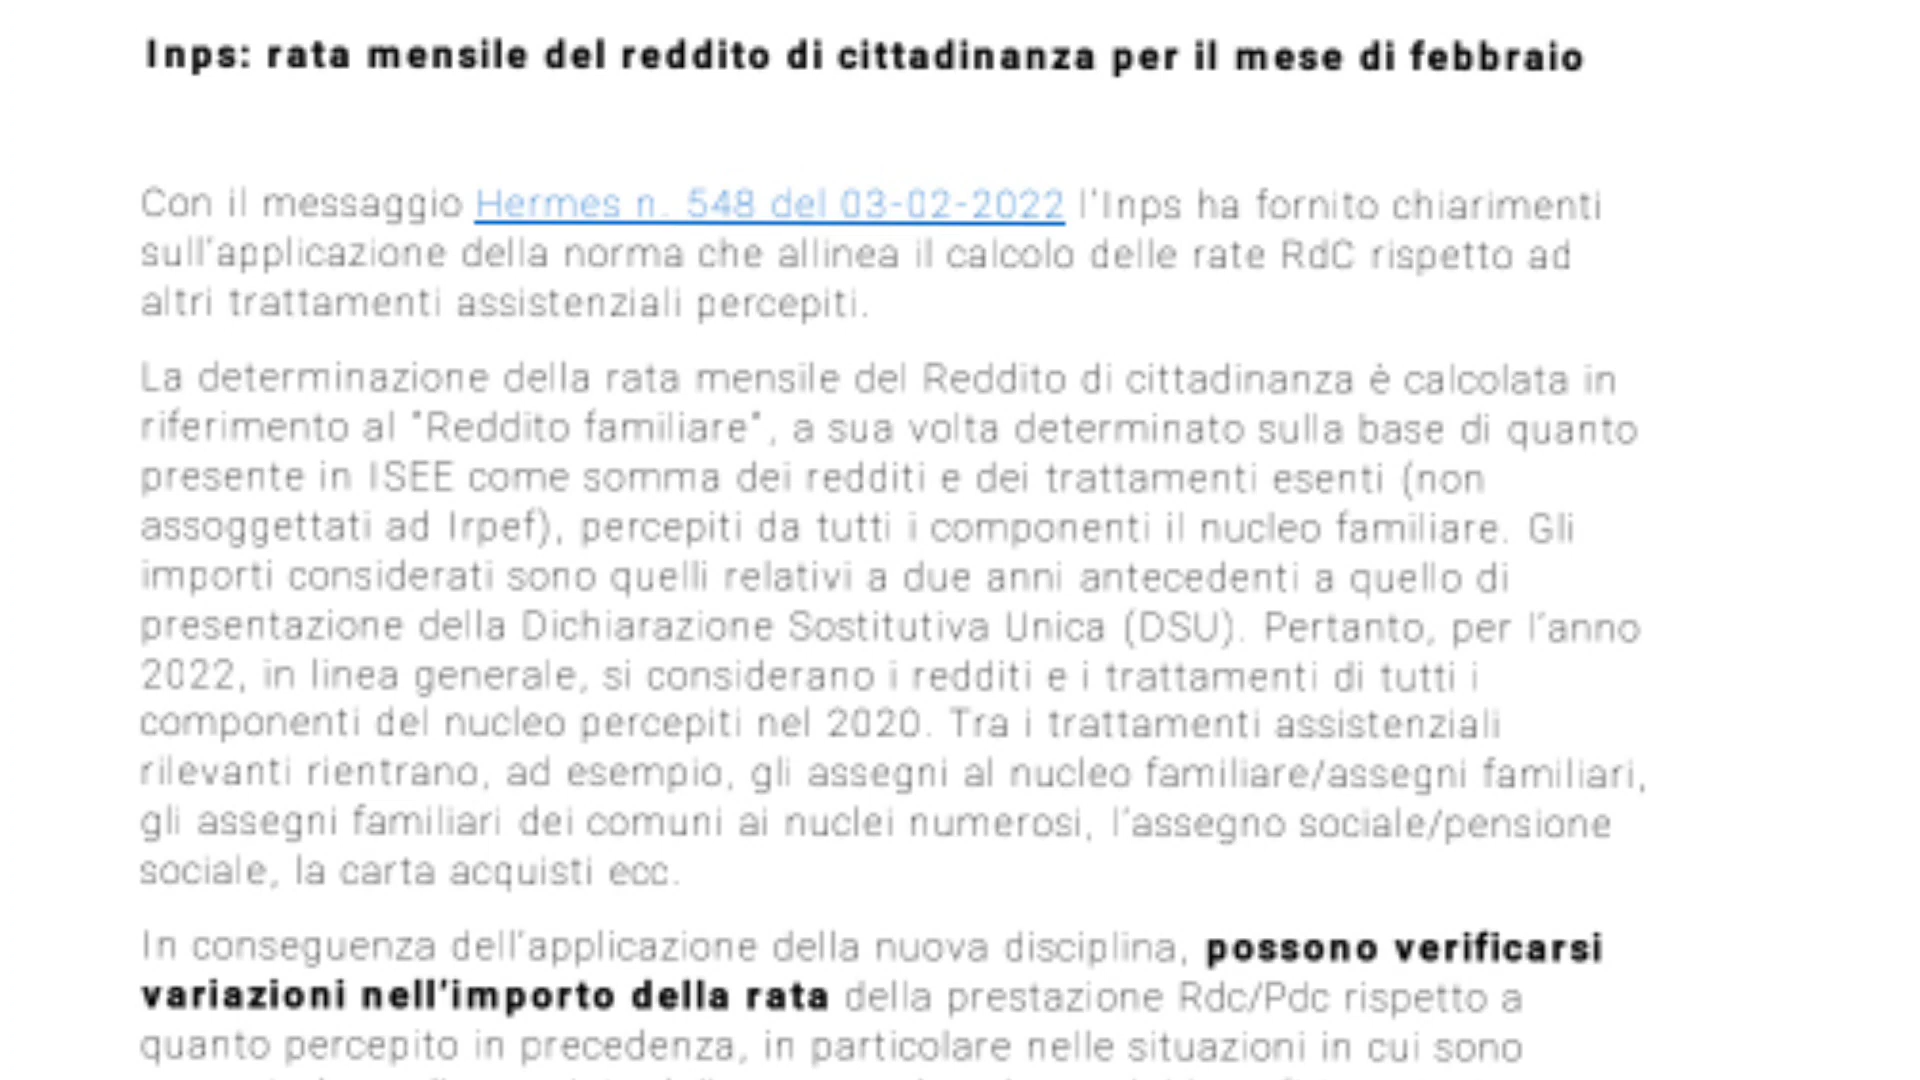 Inps: rata mensile del reddito di cittadinanza per il mese di febbraio
Con il messaggio Hermes n. 548 del 03-02-2022 l'Inps ha fornito chiarimenti
sull'applicazione della norma che allinea il calcolo delle rate RdC rispetto ad
altri trattamenti assistenziali percepiti.
La determinazione della rata mensile del Reddito di cittadinanza è calcolata in
riferimento al "Reddito familiare", a sua volta determinato sulla base di quanto
presente in ISEE come somma dei redditi e dei trattamenti esenti (non
assoggettati ad Irpef), percepiti da tutti i componenti il nucleo familiare. Gli
importi considerati sono quelli relativi a due anni antecedenti a quello di
presentazione della Dichiarazione Sostitutiva Unica (DSU). Pertanto, per l'anno
2022, in linea generale, si considerano i redditi e i trattamenti di tutti i
componenti del nucleo percepiti nel 2020. Tra i trattamenti assistenziali
rilevanti rientrano, ad esempio, gli assegni al nucleo familiare/assegni familiari,
gli assegni familiari dei comuni ai nuclei numerosi, l'assegno sociale/pensione
sociale, la carta acquisti ecc.
In conseguenza dell'applicazione della nuova disciplina, possono verificarsi
variazioni nell'importo della rata della prestazione Rdc/Pdc rispetto a
quanto percepito in precedenza, in particolare nelle situazioni in cui sono